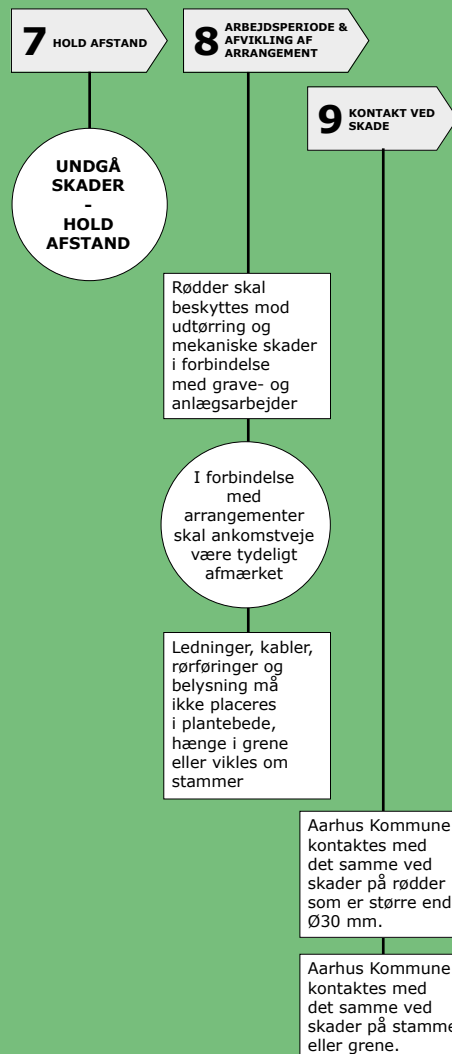 7 HOLD AFSTAND
UNDGÅ
SKADER
-
HOLD
AFSTAND
8 ARBEJDSPERIODE &
AFVIKLING AF
ARRANGEMENT
Rødder skal
beskyttes mod
udtørring og
mekaniske skader
i forbindelse
med grave- og
anlægsarbejder
I forbindelse
med
arrangementer
skal ankomstveje
være tydeligt
afmærket
Ledninger, kabler,
rørføringer og
belysning må
ikke placeres
i plantebede,
hænge i grene
eller vikles om
stammer
9 KONTAKT VED
SKADE
Aarhus Kommune
kontaktes med
det samme ved
skader på rødder
som er større end
Ø30 mm.
Aarhus Kommune
kontaktes med
det samme ved
skader på stamme
eller grene.